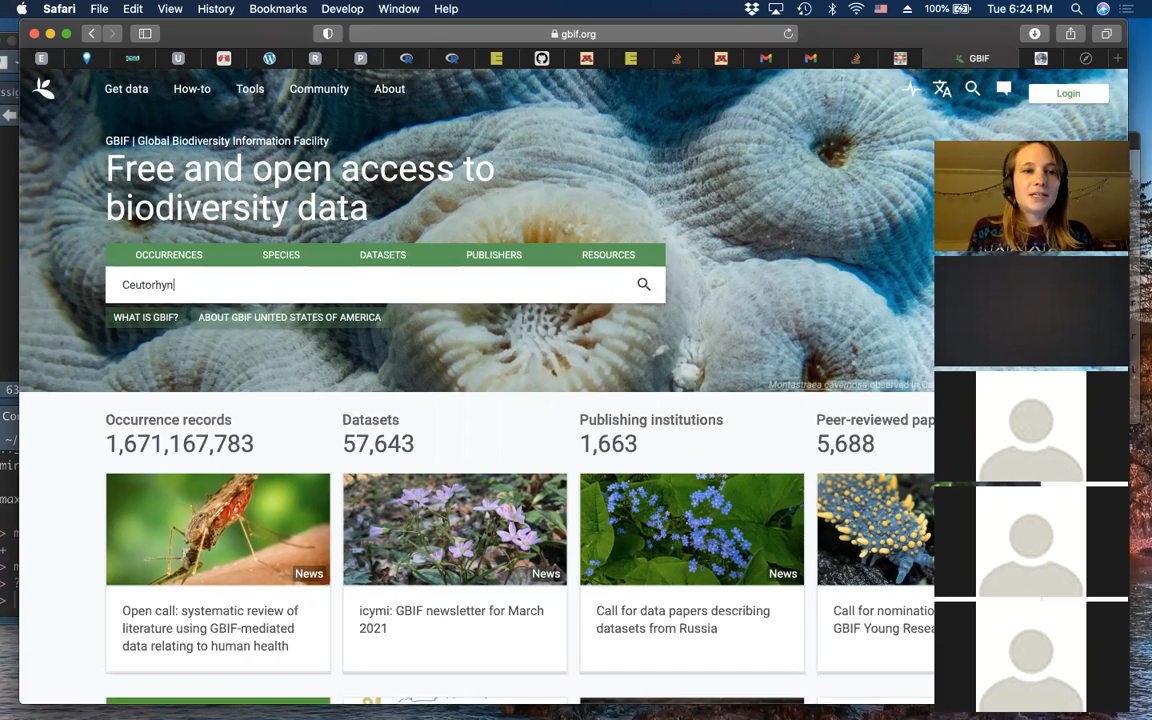 Safari File Edit View History Bookmarks Develop Window Help 100% Tue 6:24 PM
gbif.org
E U R P E E GBIF
Get data How-to Tools Community About Login
GBIF | Global Biodiversity Information Facility
Free and open access to
biodiversity data
OCCURRENCES SPECIES DATASETS PUBLISHERS RESOURCES
Ceutorhyn
WHAT IS GBIF? ABOUT GBIF UNITED STATES OF AMERICA
Occurrence records
1,671,167,783
Datasets
57,643
Publishing institutions
1,663
Peer-reviewed pap
5,688
News
Open call: systematic review of
literature using GBIF-mediated
data relating to human health
News
icymi: GBIF newsletter for March
2021
News
Call for data papers describing
datasets from Russia
Call for nominatio
GBIF Young Resea